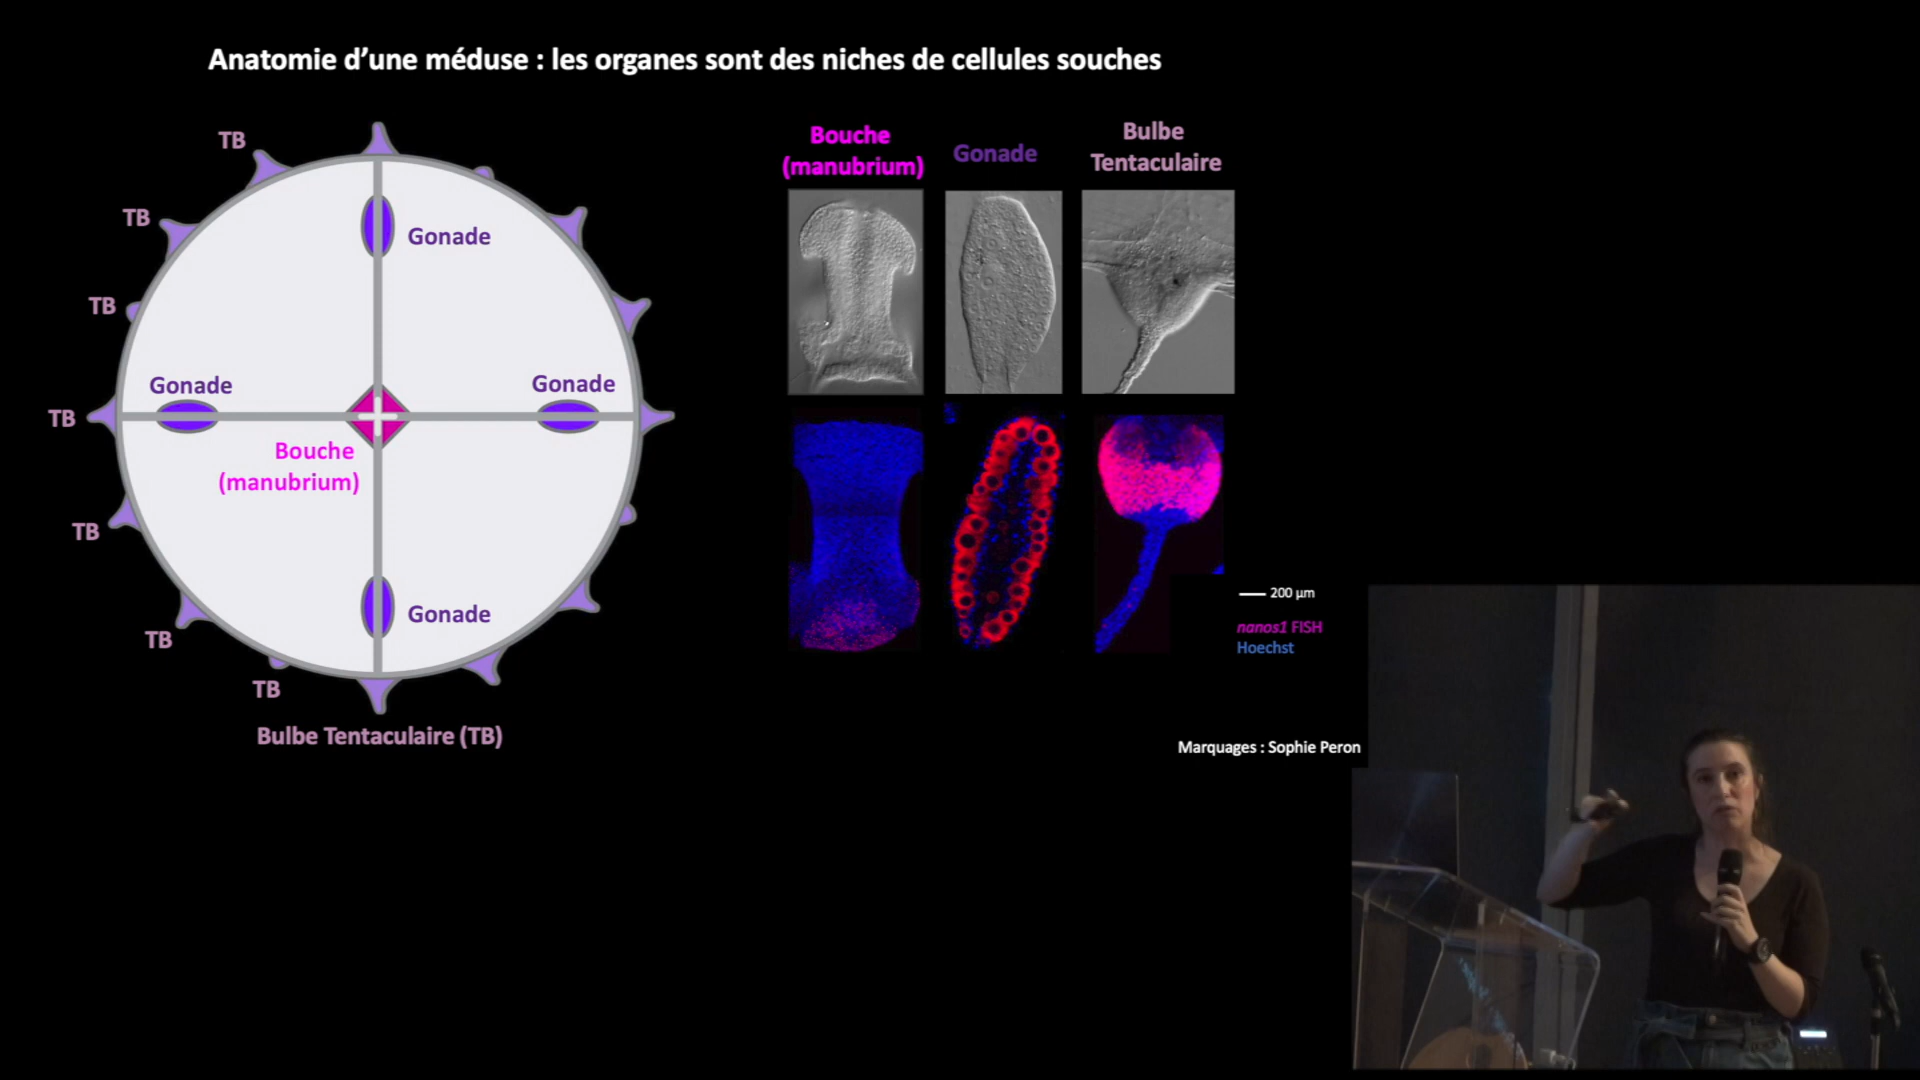 Anatomie d’une méduse : les organes sont des niches de cellules souches
TB
TB
TB
TB
TB
TB
TB
Gonade
Gonade
Gonade
Bouche
(manubrium)
Gonade
Bulbe Tentaculaire (TB)
Bouche
(manubrium)
Gonade
Bulbe
Tentaculaire
200 µm
nanos1 FISH
Hoechst
Marquages : Sophie Peron